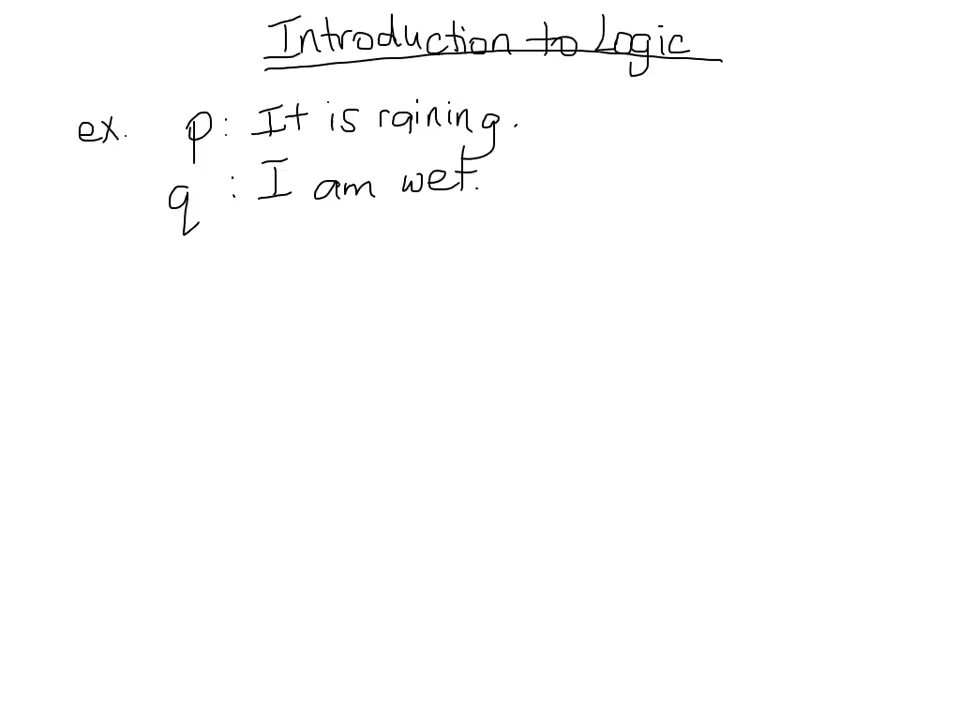 Introduction to Logic
ex. p: It is raining.
q: I am wet.